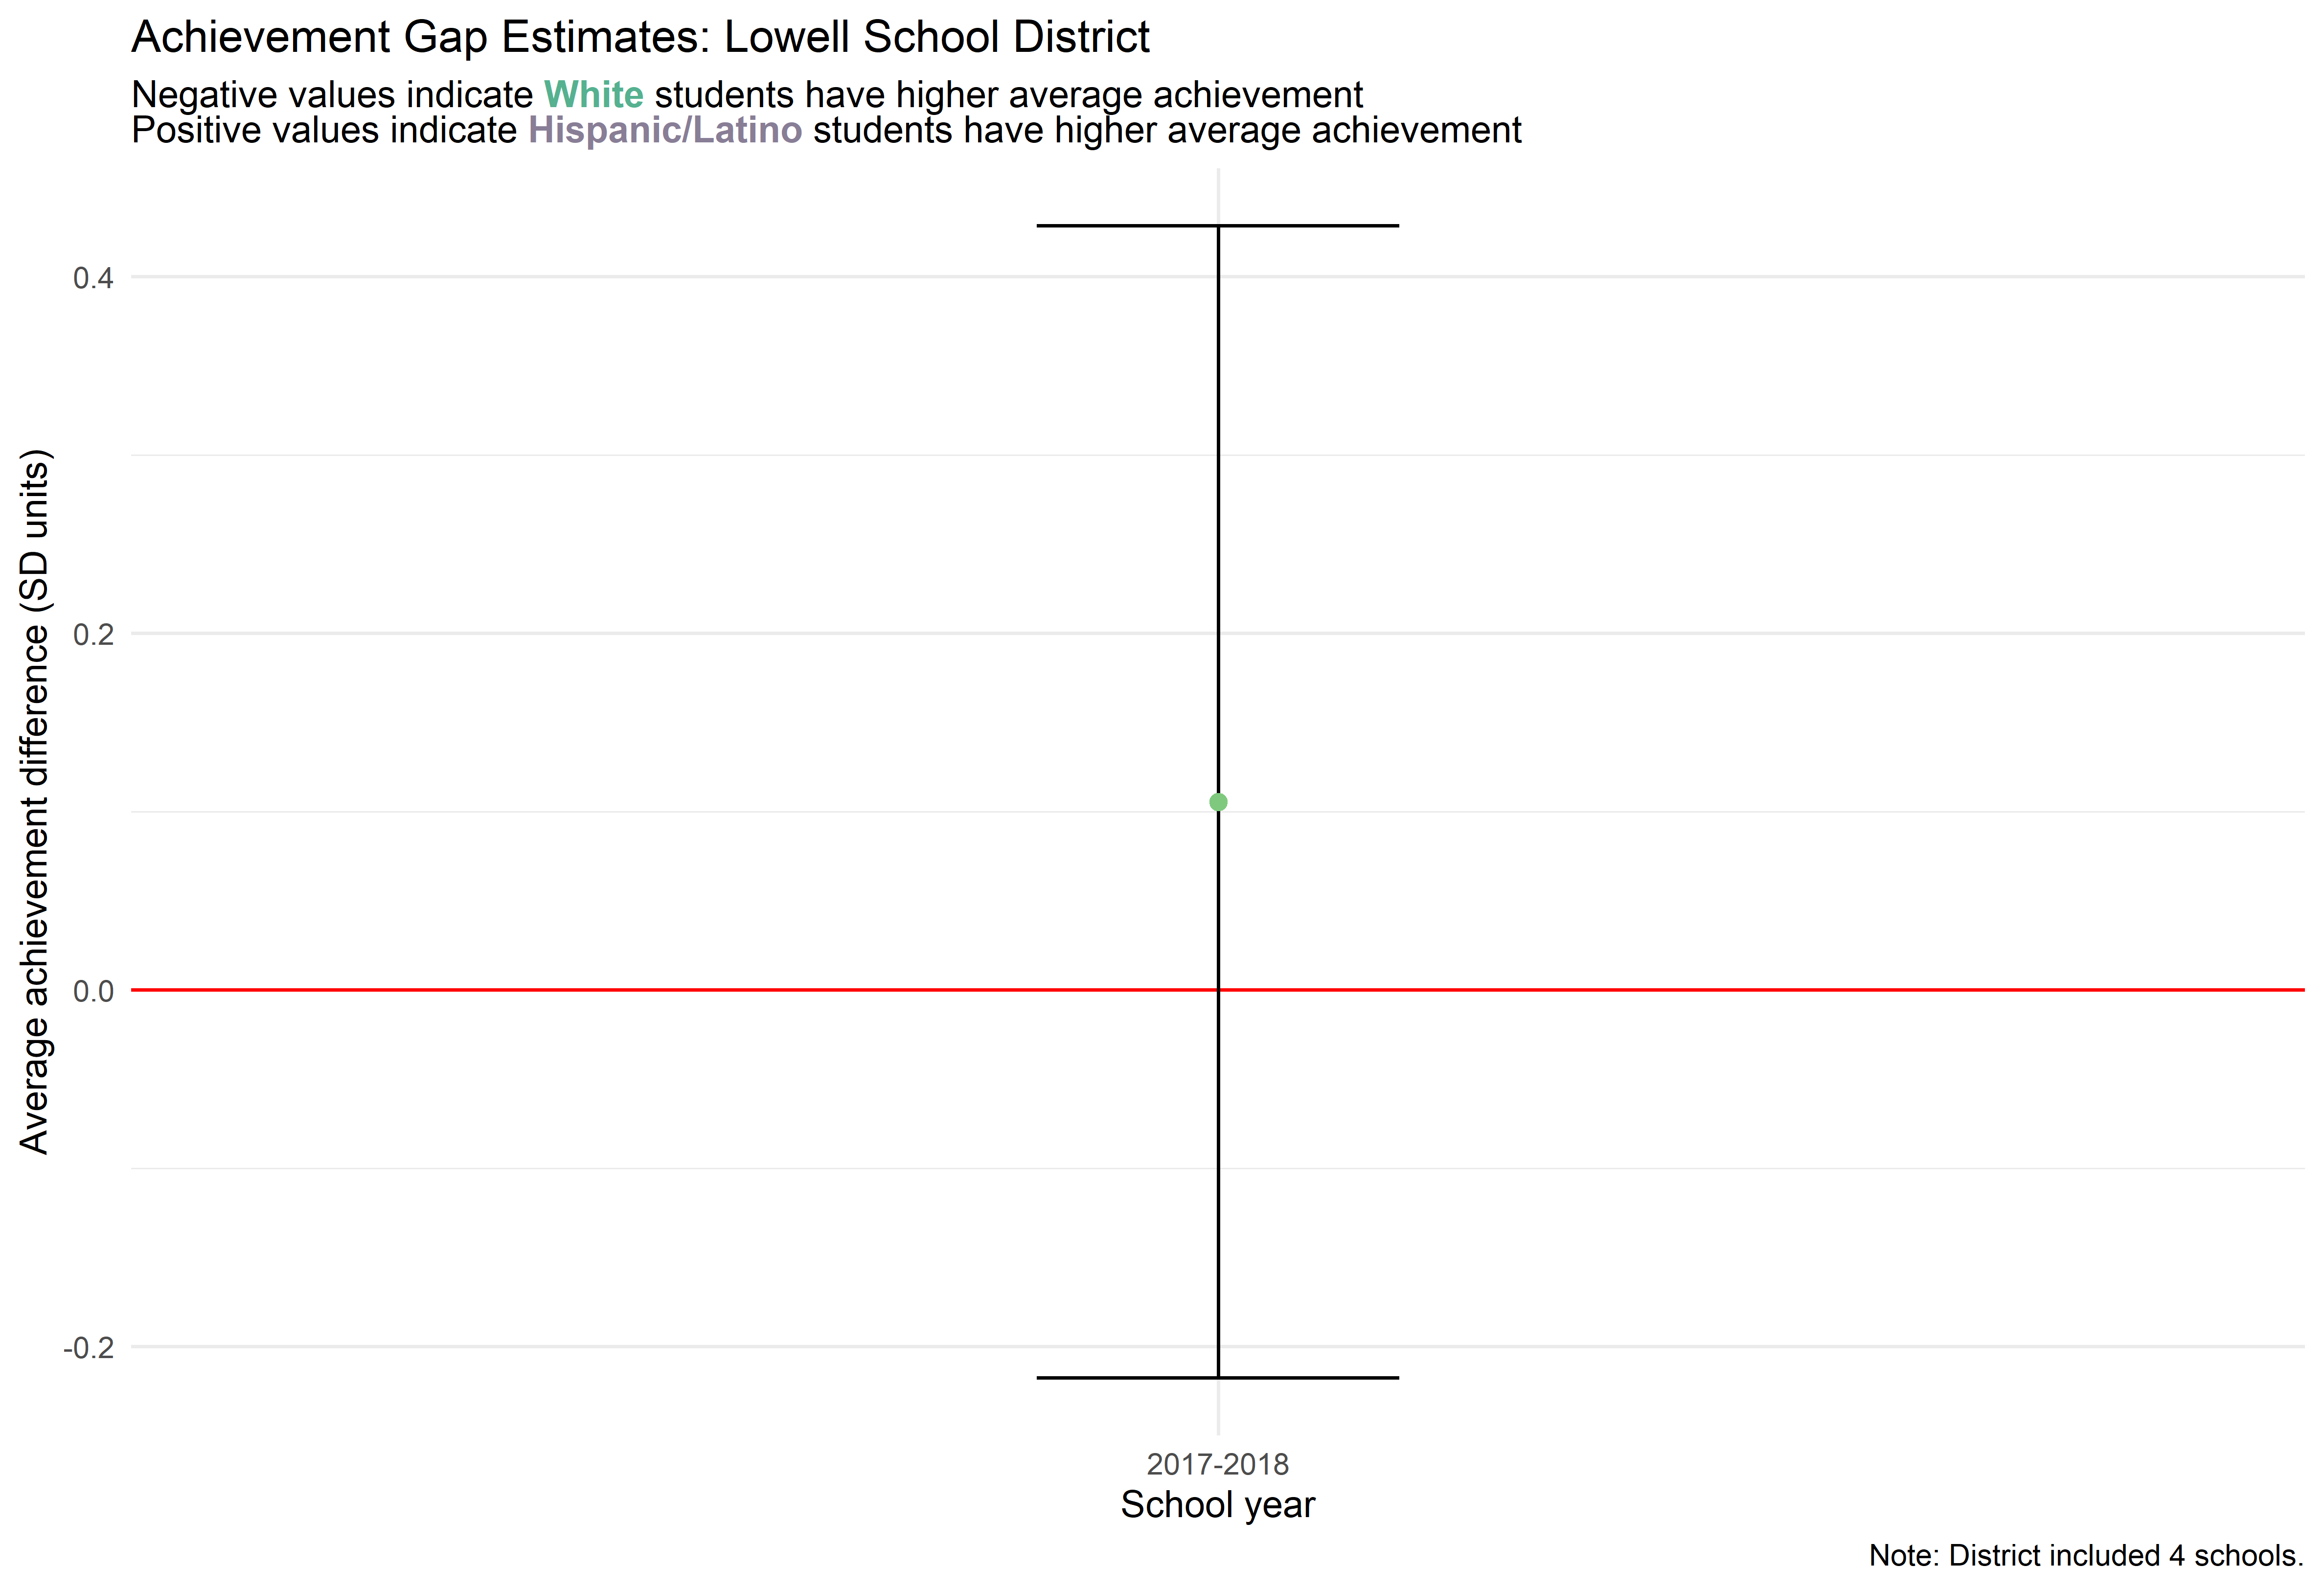 Achievement Gap Estimates: Lowell School District
Negative values indicate White students have higher average achievement
Positive values indicate Hispanic/Latino students have higher average achievement
Average achievement difference (SD units)
0.4
0.2
0.0
-0.2
2017-2018
School year
Note: District included 4 schools.